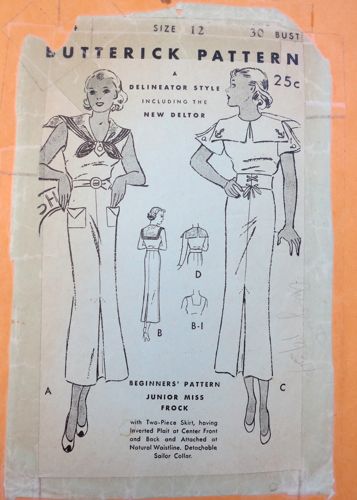 SIZE 12 30 BUST
BUTTERICK PATTERN
A
DELINEATOR STYLE
INCLUDING THE
NEW DELTOR
25c
D
B
B-1
A
C
BEGINNERS' PATTERN
JUNIOR MISS
FROCK
with Two-Piece Skirt, having
Inverted Plait at Center Front
and Back and Attached at
Natural Waistline. Detachable
Sailor Collar.